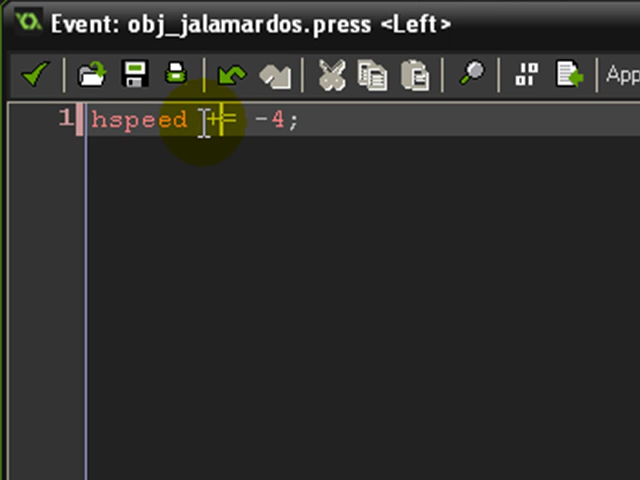 Event: obj_jalamardos.press <Left>
App
1 hspeed += -4;